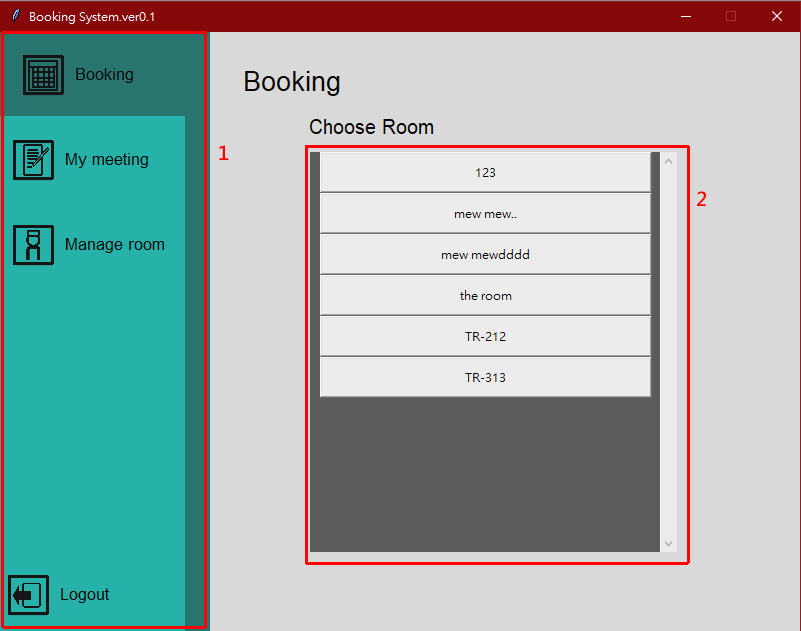 Booking System.ver0.1
Booking
My meeting
Manage room
Logout
1
Booking
Choose Room
123
mew mew..
mew mewdddd
the room
TR-212
TR-313
2